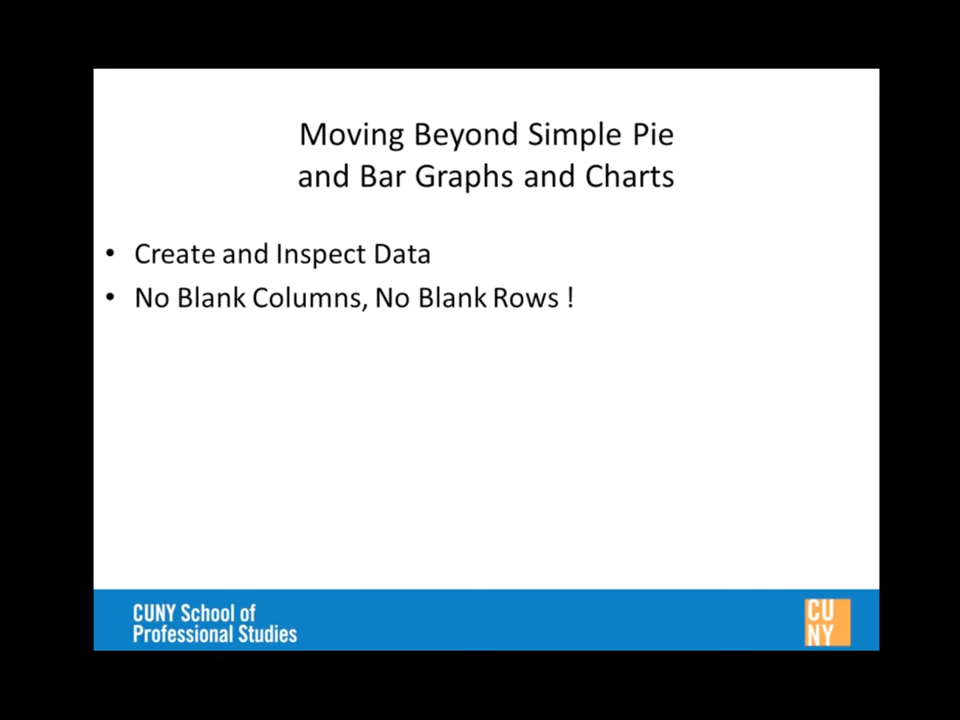 Moving Beyond Simple Pie
and Bar Graphs and Charts
• Create and Inspect Data
• No Blank Columns, No Blank Rows !
CUNY School of
Professional Studies
CU
NY